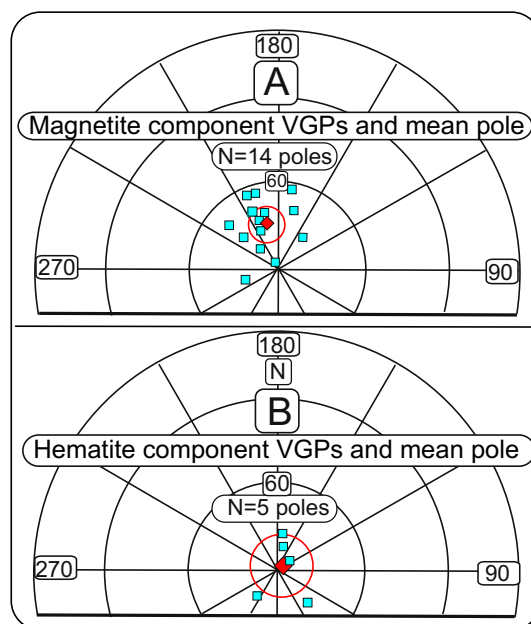 180
A
Magnetite component VGPs and mean pole
N=14 poles
60
270
90
180
N
B
Hematite component VGPs and mean pole
60
N=5 poles
270
90